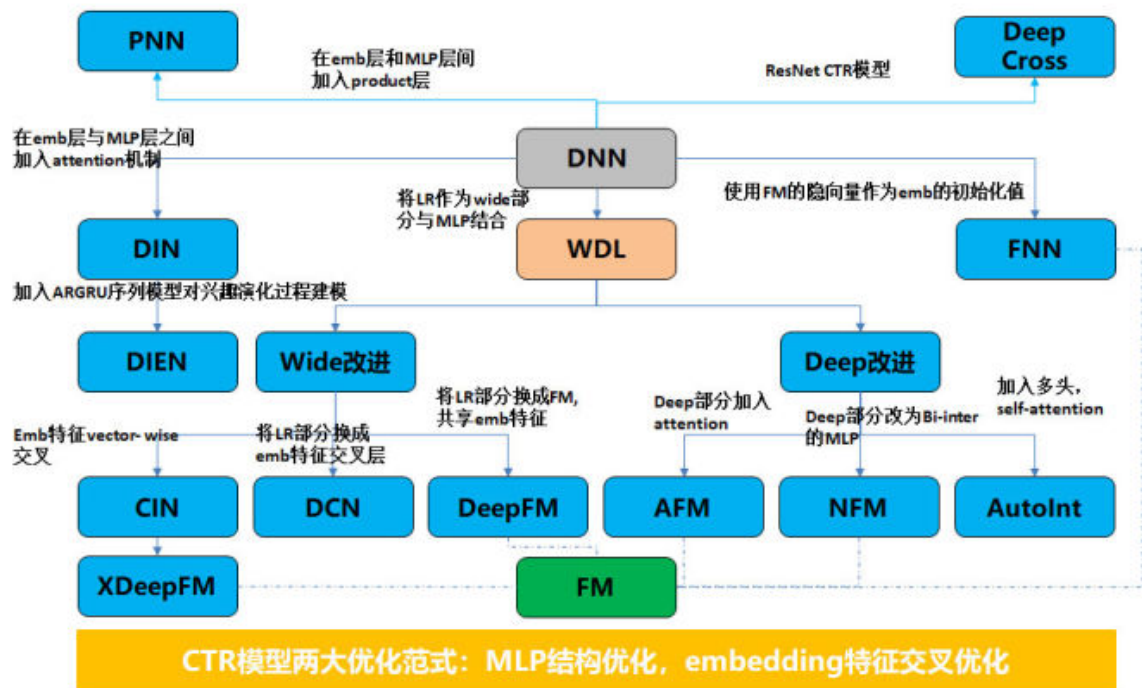 PNN
在emb层和MLP层间
加入product层
ResNet CTR模型
Deep
Cross
在emb层与MLP层之间
加入attention机制
DNN
将LR作为wide部
分与MLP结合
使用FM的隐向量作为emb的初始化值
DIN
WDL
FNN
加入ARGRU序列模型对兴趣演化过程建模
DIEN
Wide改进
Deep改进
将LR部分换成FM,
共享emb特征
Deep部分加入
attention
Deep部分改为Bi-inter
的MLP
加入多头，
self-attention
Emb特征vector- wise
交叉
将LR部分换成
emb特征交叉层
CIN
DCN
DeepFM
AFM
NFM
AutoInt
XDeepFM
FM
CTR模型两大优化范式：MLP结构优化，embedding特征交叉优化